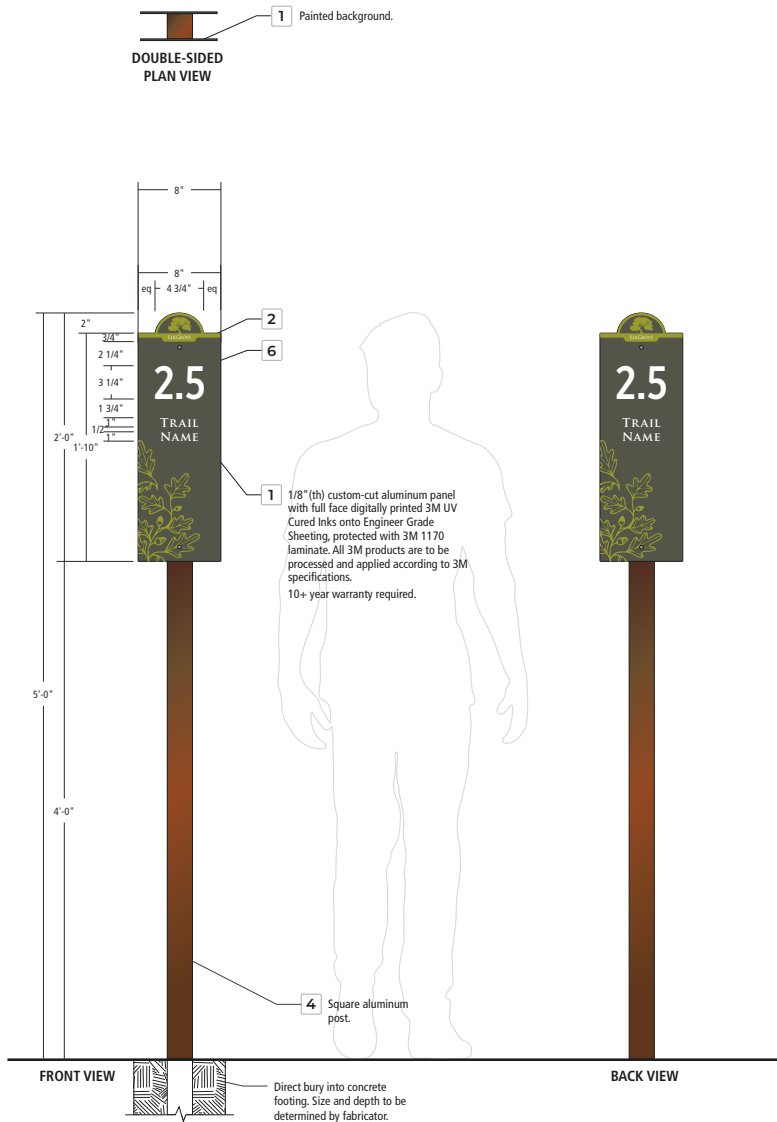 1 Painted background.
DOUBLE-SIDED
PLAN VIEW
8"
8"
eq 4 3/4" eq
2"
2
3/4"
ELK GROVE
ELK GROVE
6
2 1/4"
3 1/4"
2.5
2.5
1 3/4"
TRAIL
NAME
TRAIL
NAME
1"
1/2"
1"
2'-0"
1'-10"
1 1/8"(th) custom-cut aluminum panel
with full face digitally printed 3M UV
Cured Inks onto Engineer Grade
Sheeting, protected with 3M 1170
laminate. All 3M products are to be
processed and applied according to 3M
specifications.
10+ year warranty required.
5'-0"
4'-0"
4 Square aluminum
post.
FRONT VIEW
BACK VIEW
Direct bury into concrete
footing. Size and depth to be
determined by fabricator.